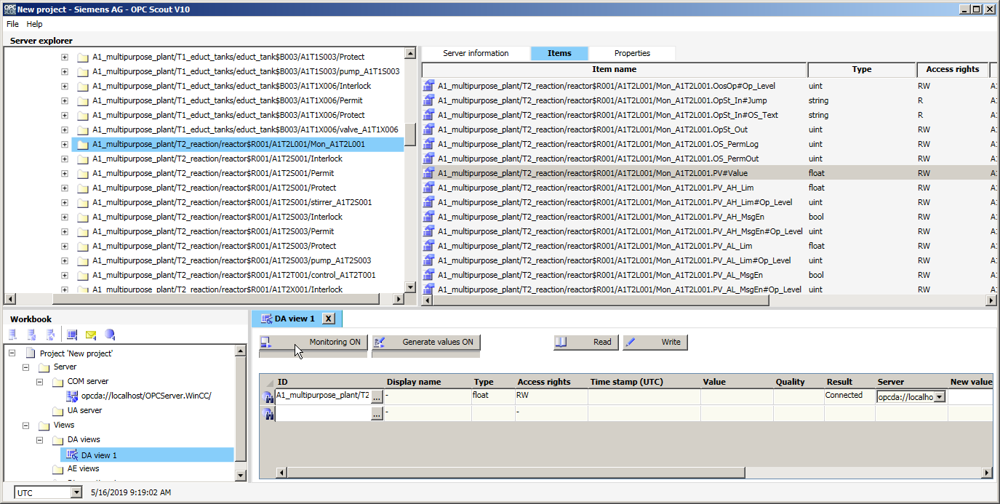 New project - Siemens AG - OPC Scout V10
File Help
Server explorer
A1_multipurpose_plant/T1_educt_tanks/educt_tank$B003/A1T1S003/Protect
A1_multipurpose_plant/T1_educt_tanks/educt_tank$B003/A1T1S003/pump_A1T1S003
A1_multipurpose_plant/T1_educt_tanks/educt_tank$B003/A1T1X006/Interlock
A1_multipurpose_plant/T1_educt_tanks/educt_tank$B003/A1T1X006/Permit
A1_multipurpose_plant/T1_educt_tanks/educt_tank$B003/A1T1X006/Protect
A1_multipurpose_plant/T1_educt_tanks/educt_tank$B003/A1T1X006/valve_A1T1X006
A1_multipurpose_plant/T2_reaction/reactor$R001/A1T2L001/Mon_A1T2L001
A1_multipurpose_plant/T2_reaction/reactor$R001/A1T2S001/Interlock
A1_multipurpose_plant/T2_reaction/reactor$R001/A1T2S001/Permit
A1_multipurpose_plant/T2_reaction/reactor$R001/A1T2S001/Protect
A1_multipurpose_plant/T2_reaction/reactor$R001/A1T2S001/stirrer_A1T2S001
A1_multipurpose_plant/T2_reaction/reactor$R001/A1T2S003/Interlock
A1_multipurpose_plant/T2_reaction/reactor$R001/A1T2S003/Permit
A1_multipurpose_plant/T2_reaction/reactor$R001/A1T2S003/Protect
A1_multipurpose_plant/T2_reaction/reactor$R001/A1T2S003/pump_A1T2S003
A1_multipurpose_plant/T2_reaction/reactor$R001/A1T2T001/control_A1T2T001
A1_multipurpose_plant/T2_reaction/reactor$R001/A1T2X001/Interlock
Server information Items Properties
Item name Type Access rights
A1_multipurpose_plant/T2_reaction/reactor$R001/A1T2L001/Mon_A1T2L001.OosOp#Op_Level uint RW A1
A1_multipurpose_plant/T2_reaction/reactor$R001/A1T2L001/Mon_A1T2L001.OpSt_In#Jump string R A1
A1_multipurpose_plant/T2_reaction/reactor$R001/A1T2L001/Mon_A1T2L001.OpSt_In#OS_Text string R A1
A1_multipurpose_plant/T2_reaction/reactor$R001/A1T2L001/Mon_A1T2L001.OpSt_Out uint RW A1
A1_multipurpose_plant/T2_reaction/reactor$R001/A1T2L001/Mon_A1T2L001.OS_PermLog uint RW A1
A1_multipurpose_plant/T2_reaction/reactor$R001/A1T2L001/Mon_A1T2L001.OS_PermOut uint RW A1
A1_multipurpose_plant/T2_reaction/reactor$R001/A1T2L001/Mon_A1T2L001.PV#Value float RW A1
A1_multipurpose_plant/T2_reaction/reactor$R001/A1T2L001/Mon_A1T2L001.PV_AH_Lim float RW A1
A1_multipurpose_plant/T2_reaction/reactor$R001/A1T2L001/Mon_A1T2L001.PV_AH_Lim#Op_Level uint RW A1
A1_multipurpose_plant/T2_reaction/reactor$R001/A1T2L001/Mon_A1T2L001.PV_AH_MsgEn bool RW A1
A1_multipurpose_plant/T2_reaction/reactor$R001/A1T2L001/Mon_A1T2L001.PV_AH_MsgEn#Op_Level uint RW A1
A1_multipurpose_plant/T2_reaction/reactor$R001/A1T2L001/Mon_A1T2L001.PV_AL_Lim float RW A1
A1_multipurpose_plant/T2_reaction/reactor$R001/A1T2L001/Mon_A1T2L001.PV_AL_Lim#Op_Level uint RW A1
A1_multipurpose_plant/T2_reaction/reactor$R001/A1T2L001/Mon_A1T2L001.PV_AL_MsgEn bool RW A1
A1_multipurpose_plant/T2_reaction/reactor$R001/A1T2L001/Mon_A1T2L001.PV_AL_MsgEn#Op_Level uint RW A1
Workbook
Project 'New project'
Server
COM server
opcda://localhost/OPCServer.WinCC/
UA server
Views
DA views
DA view 1
AE views
DA view 1 X
Monitoring ON Generate values ON Read Write
ID Display name Type Access rights Time stamp (UTC) Value Quality Result Server New value
A1_multipurpose_plant/T2 ... - float RW Connected opcda://localho
... - -
UTC 5/16/2019 9:19:02 AM